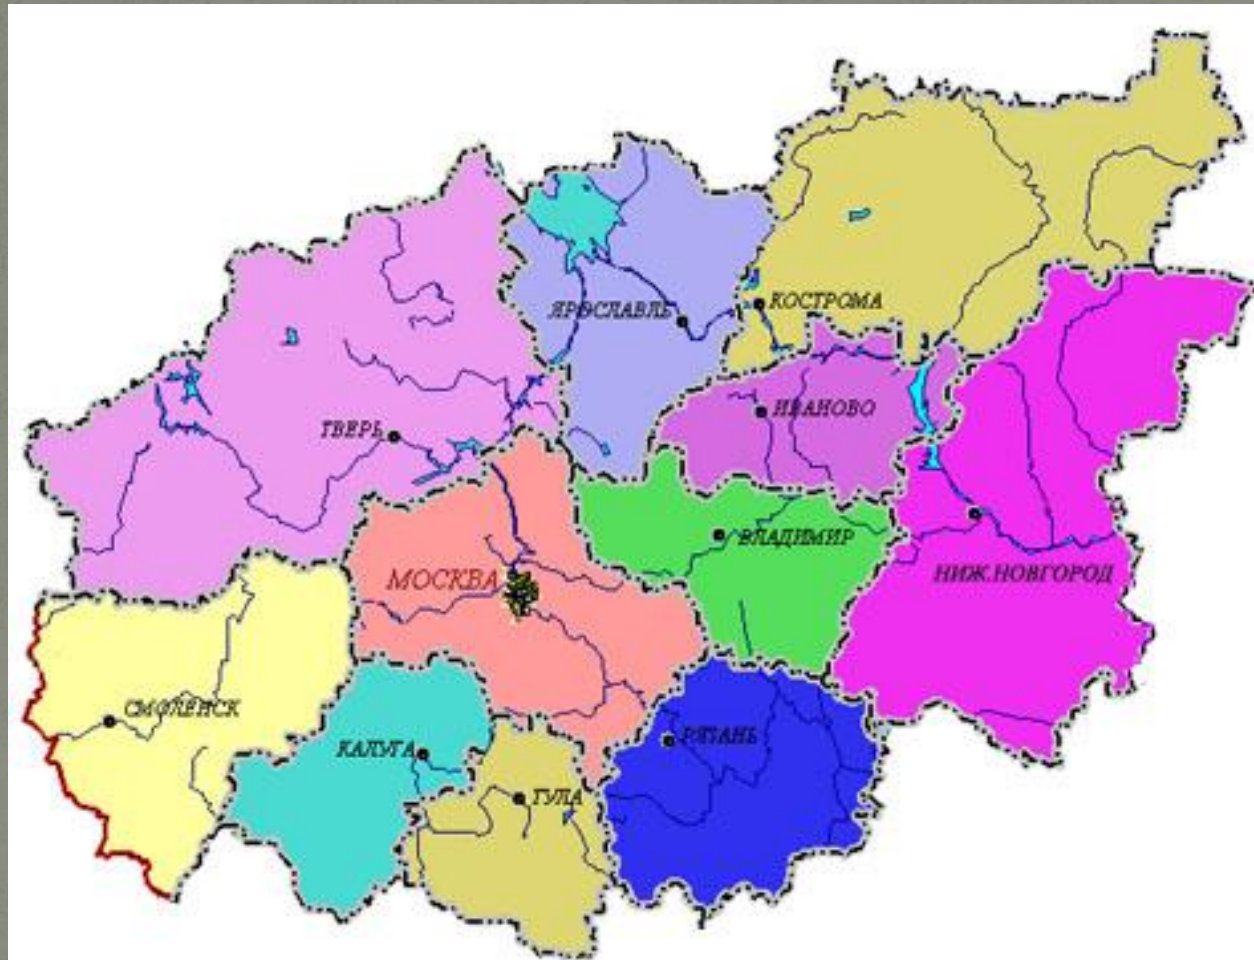 КОСТРОМА
ЯРОСЛАВЛЬ
ИВАНОВО
ТВЕРЬ
ВЛАДИМИР
НИЖ.НОВГОРОД
МОСКВА
СМОЛЕНСК
РЯЗАНЬ
КАЛУГА
ТУЛА